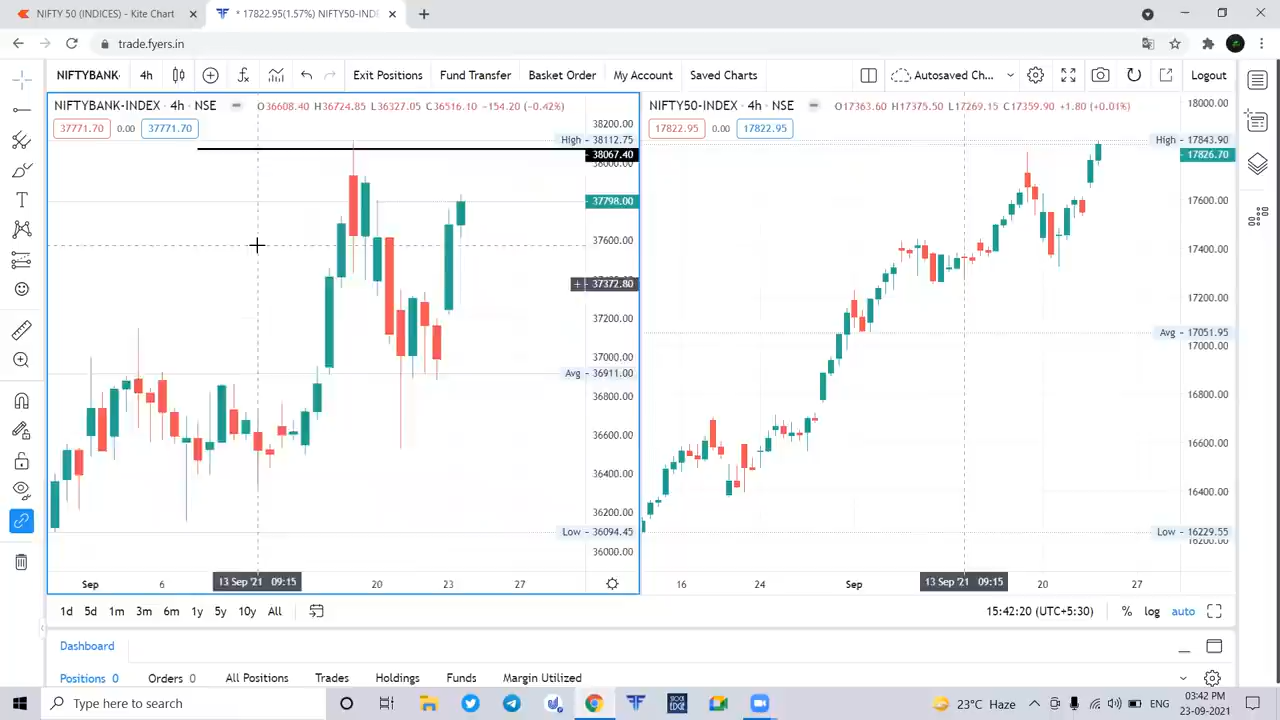 NIFTY 50 (INDICES) - Kite Chart
* 17822.95(1.57%) NIFTY50-INDE
trade.fyers.in
NIFTYBANK- 4h Exit Positions Fund Transfer Basket Order My Account Saved Charts Autosaved Ch... Logout
NIFTYBANK-INDEX · 4h · NSE O36608.40 H36724.85 L36327.05 C36516.10 −154.20 (−0.42%)
37771.70 0.00 37771.70
38200.00
High - 38112.75
38067.40
38000.00
37798.00
37600.00
37372.80
37200.00
37000.00
Avg - 36911.00
36800.00
36600.00
36400.00
36200.00
Low - 36094.45
36000.00
Sep 6 13 Sep '21 09:15 20 23 27
NIFTY50-INDEX · 4h · NSE O17363.60 H17375.50 L17269.15 C17359.90 +1.80 (+0.01%)
17822.95 0.00 17822.95
18000.00
High - 17843.90
17826.70
17600.00
17400.00
17200.00
Avg - 17051.95
17000.00
16800.00
16600.00
16400.00
Low - 16229.55
16200.00
16 24 Sep 13 Sep '21 09:15 20 27
1d 5d 1m 3m 6m 1y 5y 10y All
15:42:20 (UTC+5:30) % log auto
Dashboard
Positions 0 Orders 0 All Positions Trades Holdings Funds Margin Utilized
Type here to search
STOCK EDGE
23°C Haze
ENG
03:42 PM
23-09-2021